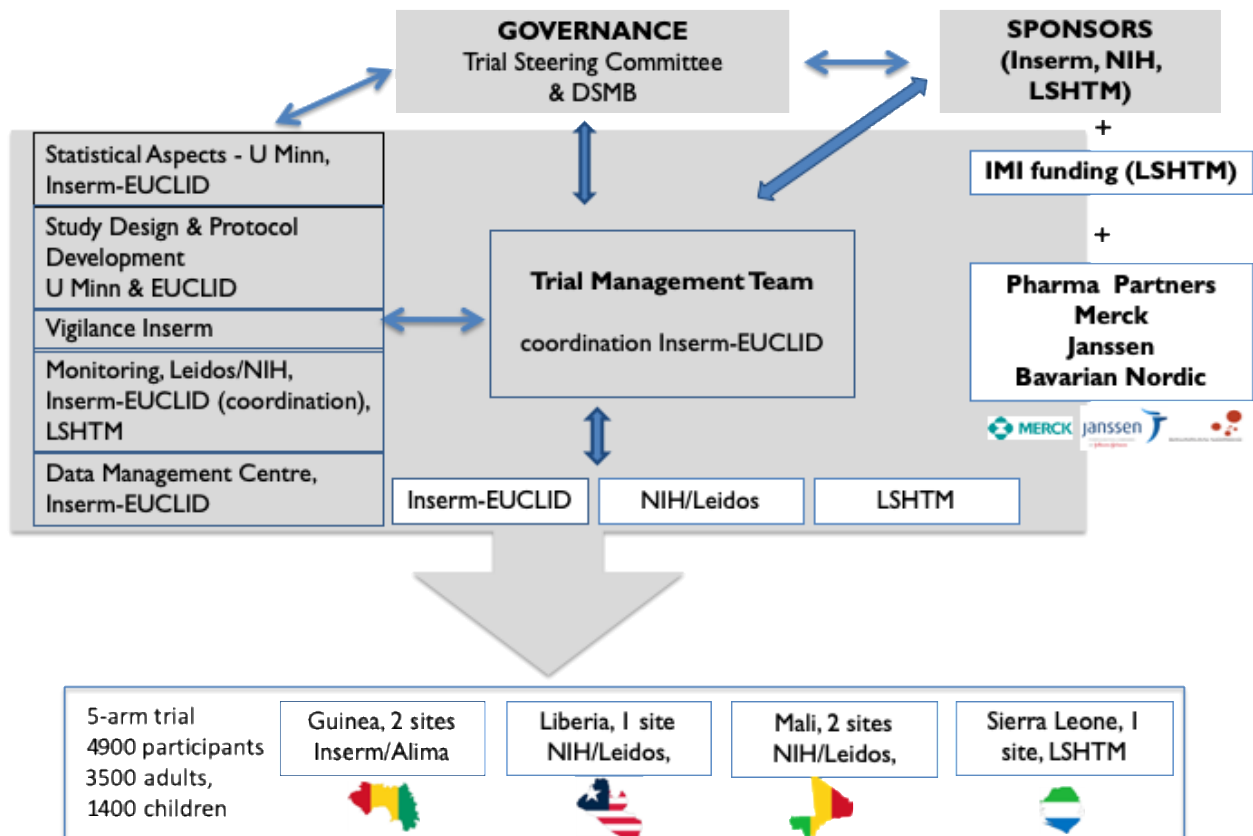 GOVERNANCE
Trial Steering Committee
& DSMB
SPONSORS
(Inserm, NIH,
LSHTM)
+
IMI funding (LSHTM)
+
Pharma Partners
Merck
Janssen
Bavarian Nordic
MERCK
janssen
Statistical Aspects - U Minn,
Inserm-EUCLID
Study Design & Protocol
Development
U Minn & EUCLID
Vigilance Inserm
Monitoring, Leidos/NIH,
Inserm-EUCLID (coordination),
LSHTM
Data Management Centre,
Inserm-EUCLID
Trial Management Team
coordination Inserm-EUCLID
Inserm-EUCLID
NIH/Leidos
LSHTM
5-arm trial
4900 participants
3500 adults,
1400 children
Guinea, 2 sites
Inserm/Alima
Liberia, 1 site
NIH/Leidos,
Mali, 2 sites
NIH/Leidos,
Sierra Leone, 1
site, LSHTM